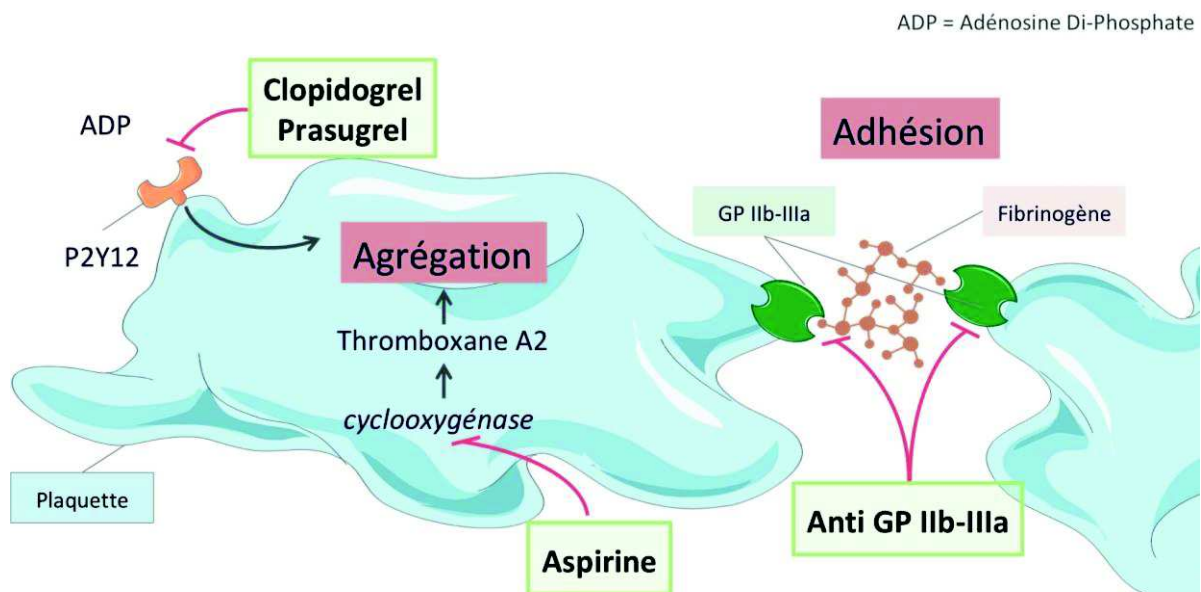 ADP = Adénosine Di-Phosphate
Clopidogrel
Prasugrel
ADP
Adhésion
GP IIb-IIIa
Fibrinogène
P2Y12
Agrégation
Thromboxane A2
cyclooxygénase
Plaquette
Anti GP IIb-IIIa
Aspirine